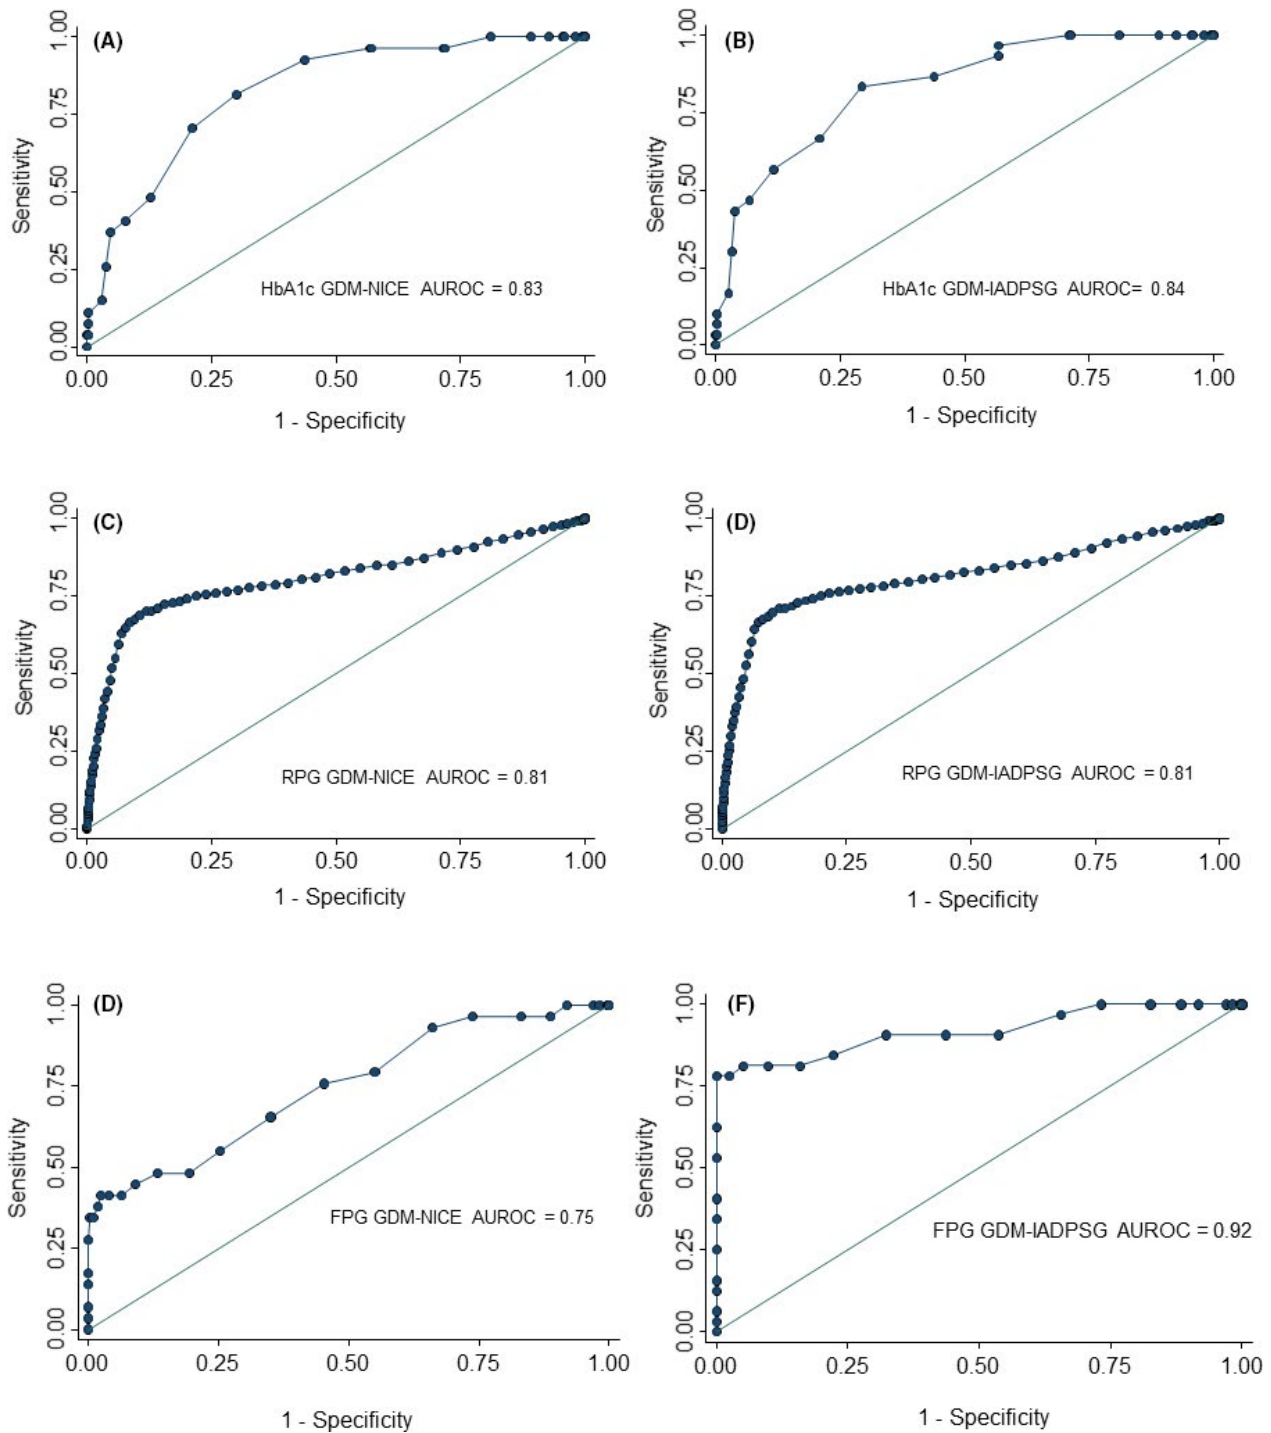 (A)
1.00
0.75
0.50
0.25
0.00
Sensitivity
HbA1c GDM-NICE AUROC = 0.83
0.00 0.25 0.50 0.75 1.00
1 - Specificity
(B)
1.00
0.75
0.50
0.25
0.00
Sensitivity
HbA1c GDM-IADPSG AUROC= 0.84
0.00 0.25 0.50 0.75 1.00
1 - Specificity
(C)
1.00
0.75
0.50
0.25
0.00
Sensitivity
RPG GDM-NICE AUROC = 0.81
0.00 0.25 0.50 0.75 1.00
1 - Specificity
(D)
1.00
0.75
0.50
0.25
0.00
Sensitivity
RPG GDM-IADPSG AUROC = 0.81
0.00 0.25 0.50 0.75 1.00
1 - Specificity
(D)
1.00
0.75
0.50
0.25
0.00
Sensitivity
FPG GDM-NICE AUROC = 0.75
0.00 0.25 0.50 0.75 1.00
1 - Specificity
(F)
1.00
0.75
0.50
0.25
0.00
Sensitivity
FPG GDM-IADPSG AUROC = 0.92
0.00 0.25 0.50 0.75 1.00
1 - Specificity